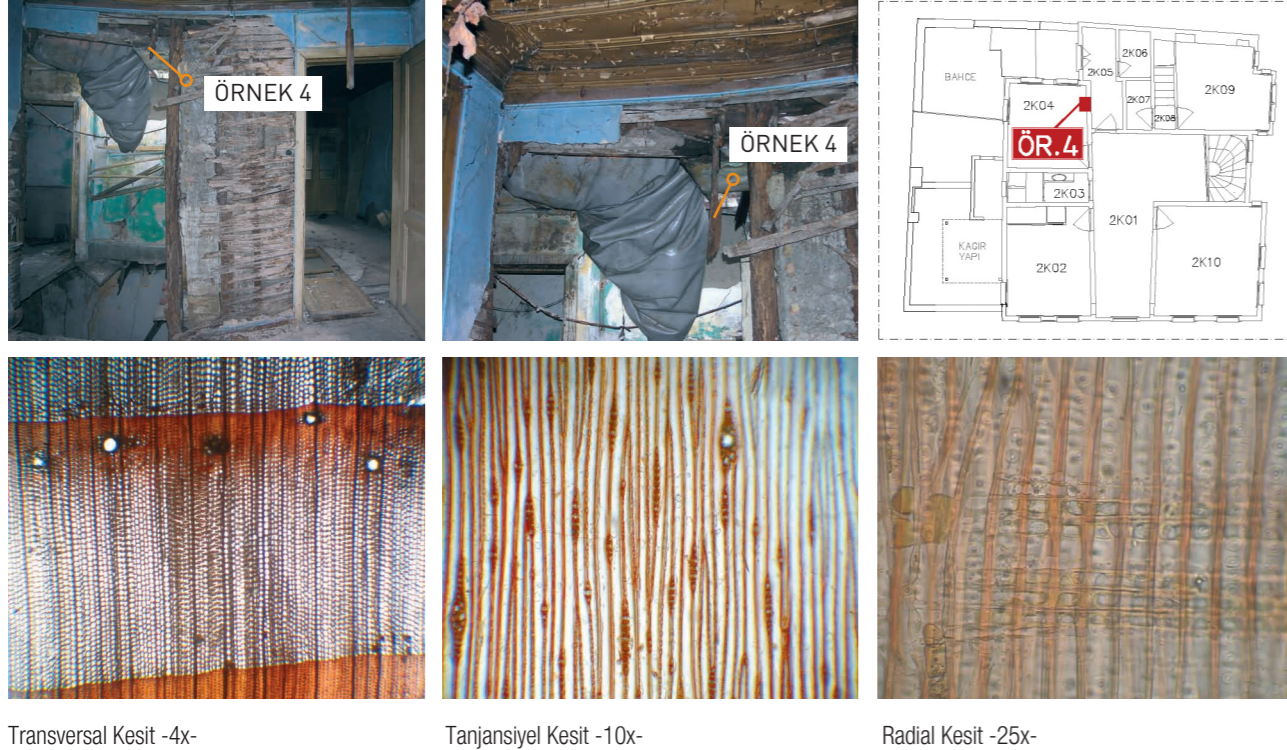 ÖRNEK 4
ÖRNEK 4
BAHCE
2K04
2K05
2K06
2K07
2K08
2K09
ÖR.4
2K03
KAGIR
YAPI
2K02
2K01
2K10
Transversal Kesit -4x-
Tanjansiyel Kesit -10x-
Radial Kesit -25x-